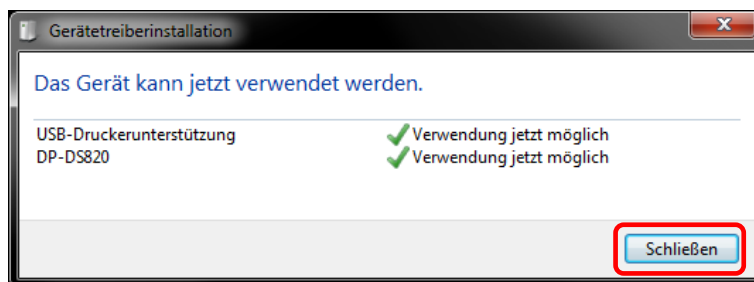 Gerätetreiberinstallation
Das Gerät kann jetzt verwendet werden.
USB-Druckerunterstützung Verwendung jetzt möglich
DP-DS820 Verwendung jetzt möglich
Schließen